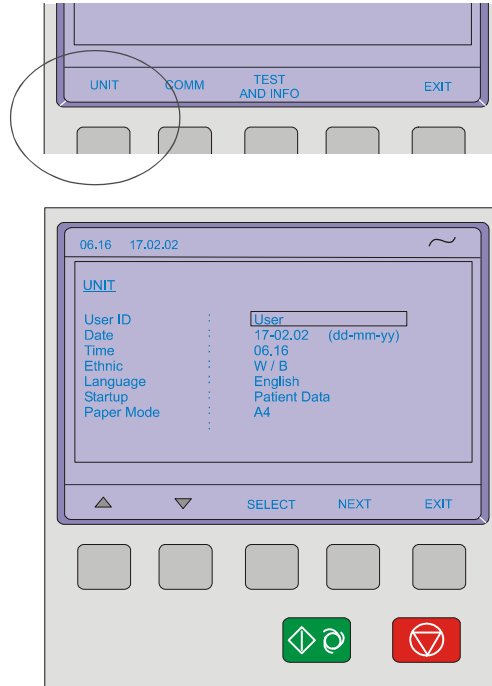 UNIT COMM TEST AND INFO EXIT
06.16 17.02.02
UNIT
User ID : User
Date : 17-02.02 (dd-mm-yy)
Time : 06.16
Ethnic : W / B
Language : English
Startup : Patient Data
Paper Mode : A4
:
SELECT NEXT EXIT